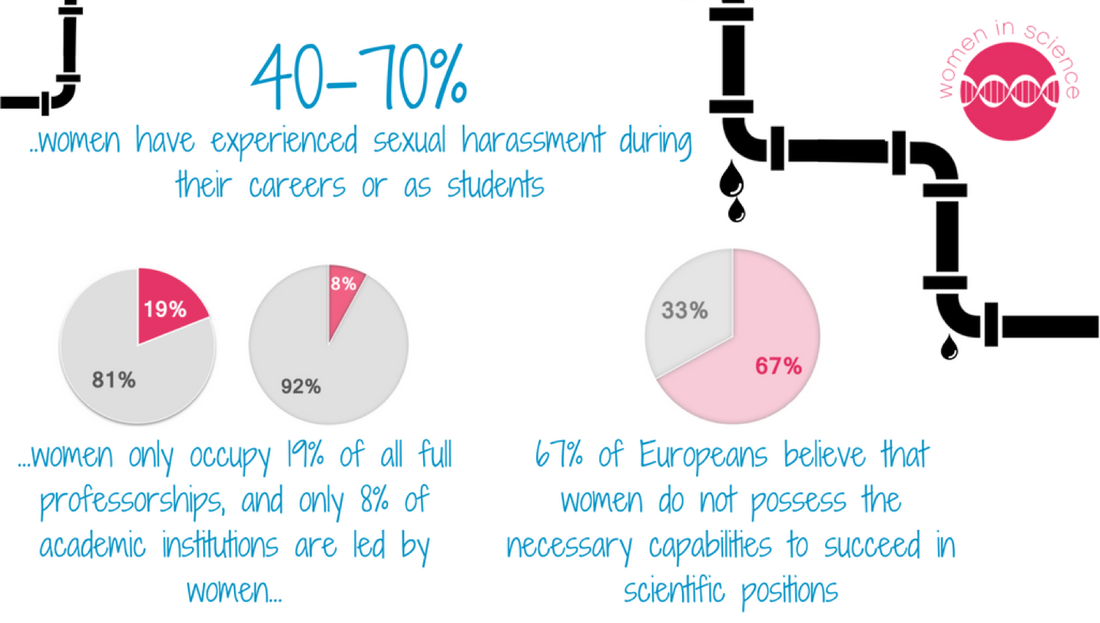 women in science
40-70%
..women have experienced sexual harassment during
their careers or as students
19%
81%
8%
92%
33%
67%
...women only occupy 19% of all full
professorships, and only 8% of
academic institutions are led by
women...
67% of Europeans believe that
women do not possess the
necessary capabilities to succeed in
scientific positions